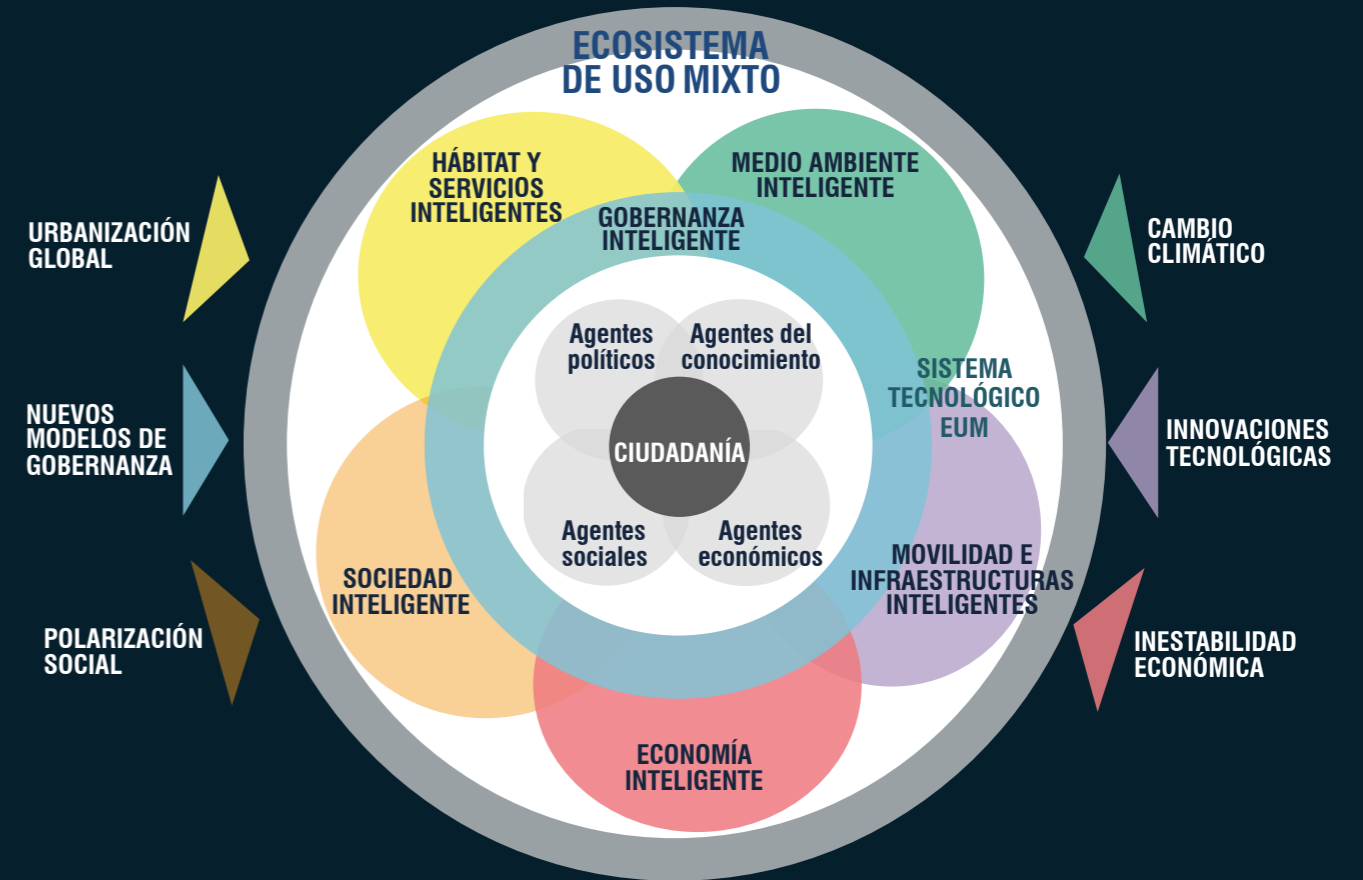 ECOSISTEMA
DE USO MIXTO
HÁBITAT Y
SERVICIOS
INTELIGENTES
MEDIO AMBIENTE
INTELIGENTE
GOBERNANZA
INTELIGENTE
URBANIZACIÓN
GLOBAL
CAMBIO
CLIMÁTICO
Agentes
políticos
Agentes del
conocimiento
SISTEMA
TECNOLÓGICO
EUM
NUEVOS
MODELOS DE
GOBERNANZA
CIUDADANÍA
INNOVACIONES
TECNOLÓGICAS
Agentes
sociales
Agentes
económicos
SOCIEDAD
INTELIGENTE
MOVILIDAD E
INFRAESTRUCTURAS
INTELIGENTES
POLARIZACIÓN
SOCIAL
INESTABILIDAD
ECONÓMICA
ECONOMÍA
INTELIGENTE